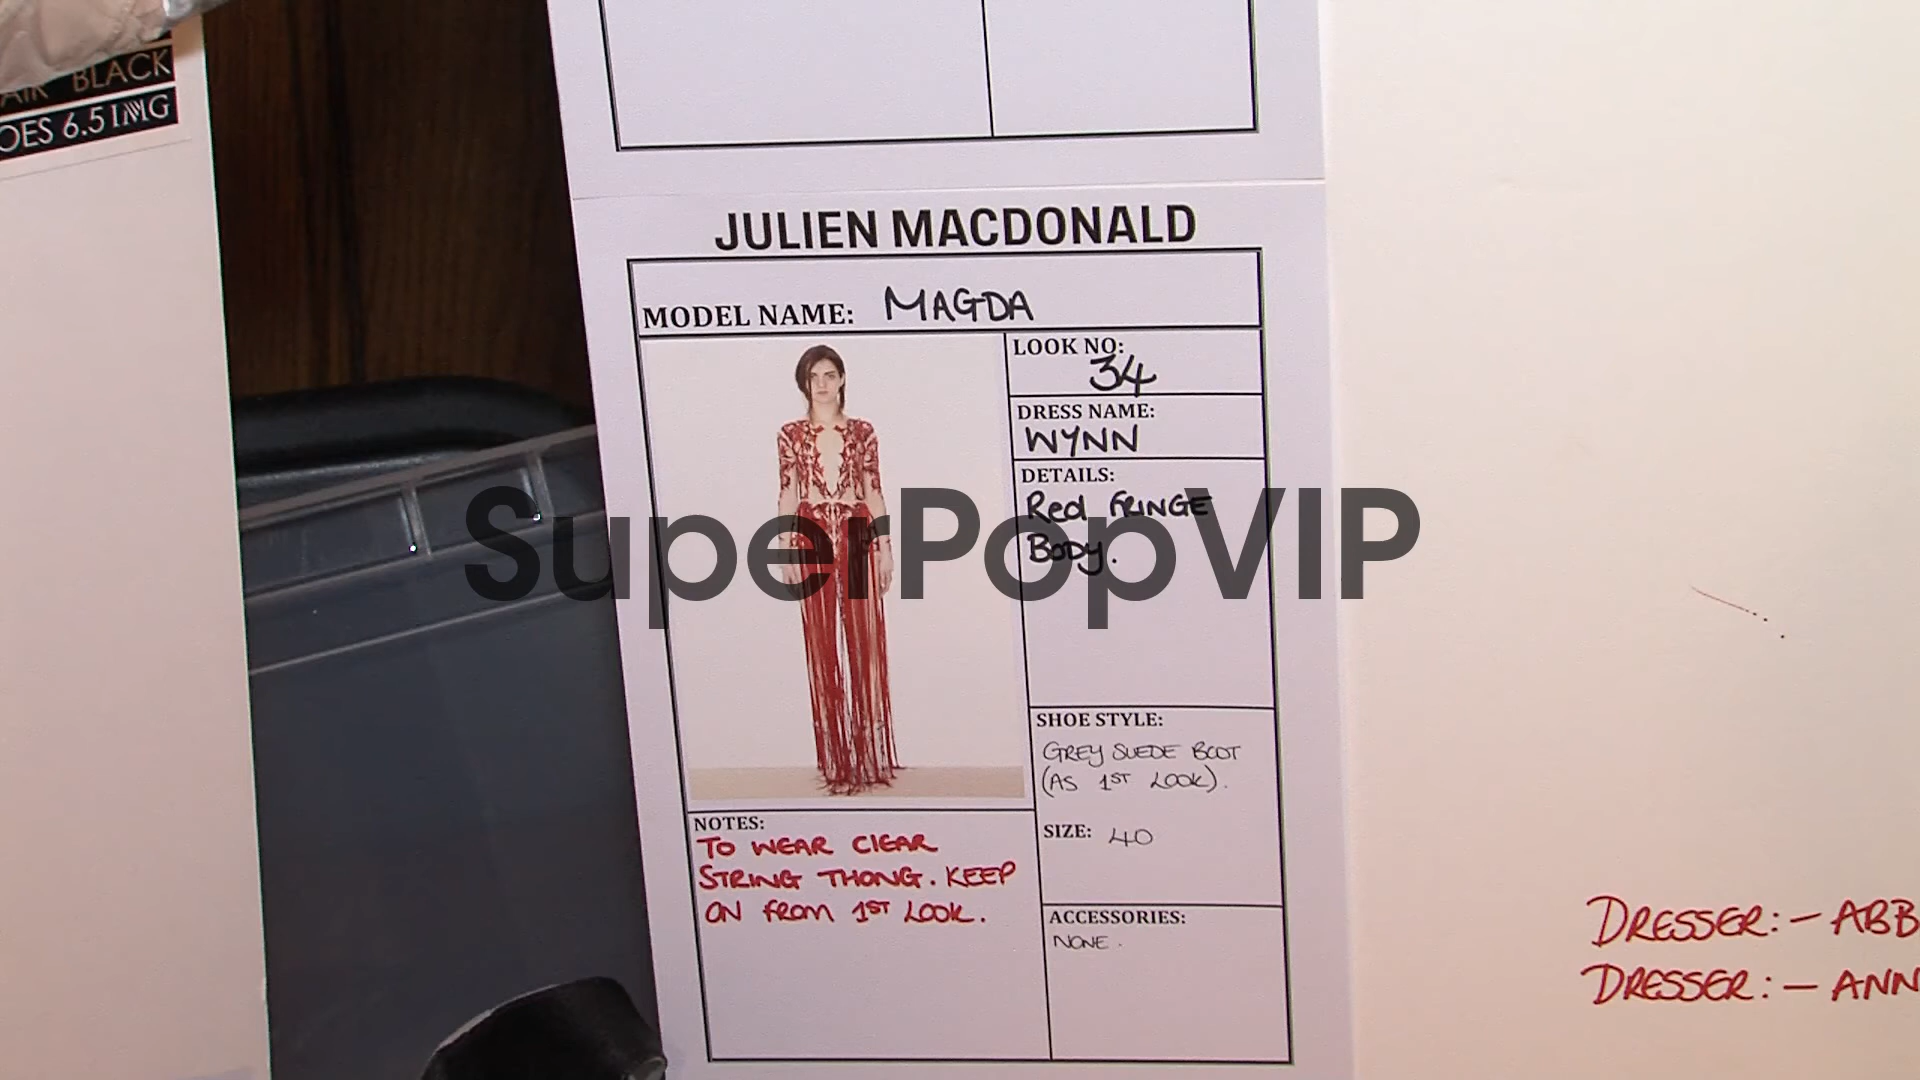 BLACK
OES 6.5 IMG
JULIEN MACDONALD
MODEL NAME: MAGDA
LOOK NO:
34
DRESS NAME:
WYNN
DETAILS:
Red FRINGE
BODY.
SuperPopVIP
SHOE STYLE:
GREY SUEDE BOOT
(AS 1ST LOOK).
SIZE: 40
NOTES:
TO WEAR CLEAR
STRING THONG. KEEP
ON FROM 1ST LOOK.
ACCESSORIES:
NONE.
DRESSER:- ABB
DRESSER:- ANN